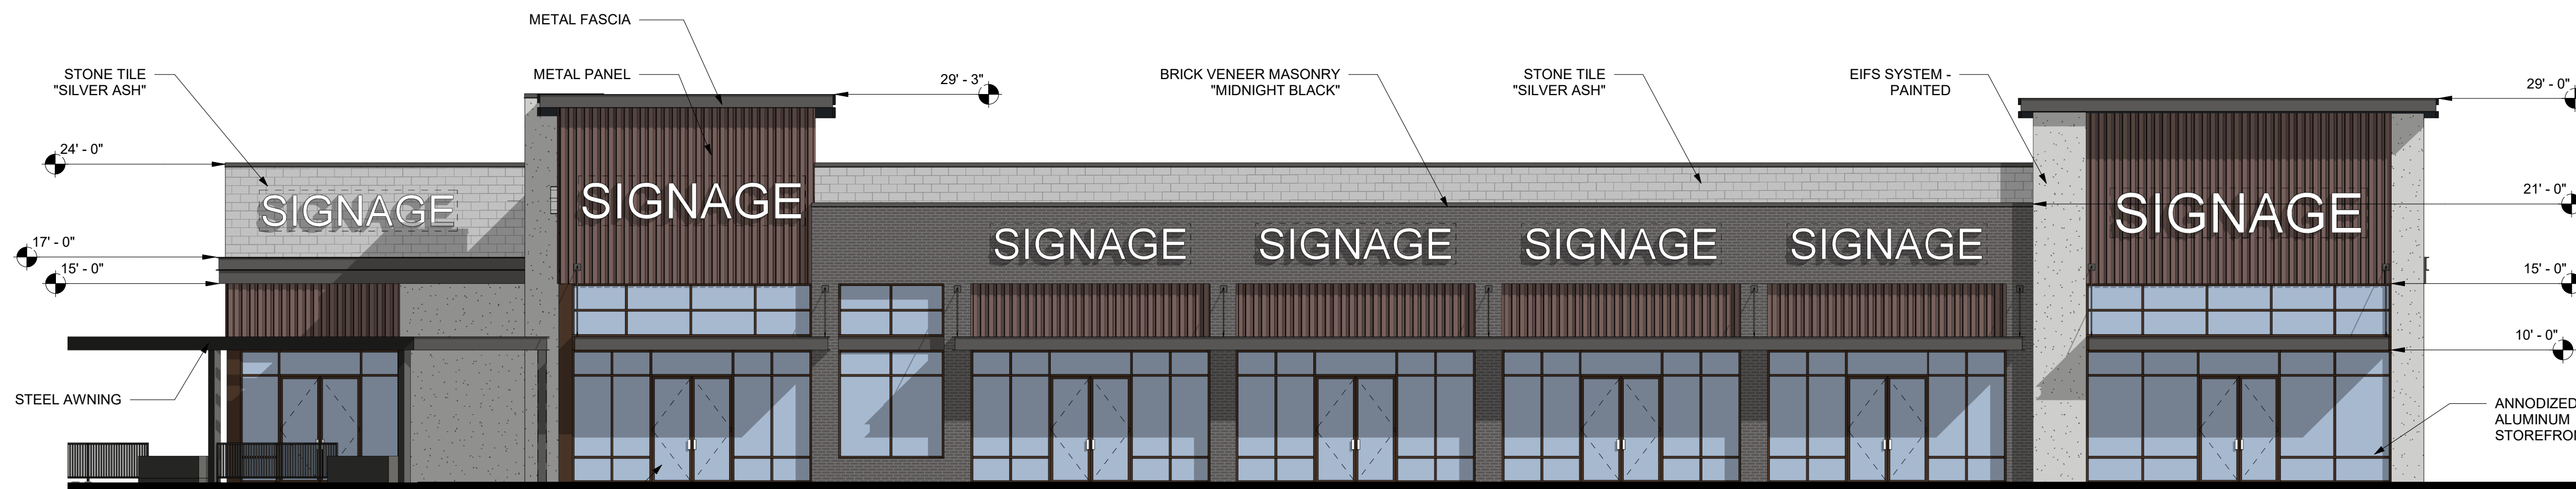 METAL FASCIA
STONE TILE
"SILVER ASH"
METAL PANEL
29' - 3"
BRICK VENEER MASONRY
"MIDNIGHT BLACK"
STONE TILE
"SILVER ASH"
EIFS SYSTEM -
PAINTED
29' - 0"
24' - 0"
21' - 0"
SIGNAGE
SIGNAGE
SIGNAGE
SIGNAGE
SIGNAGE
SIGNAGE
SIGNAGE
17' - 0"
15' - 0"
15' - 0"
10' - 0"
STEEL AWNING
ANNODIZED
ALUMINUM